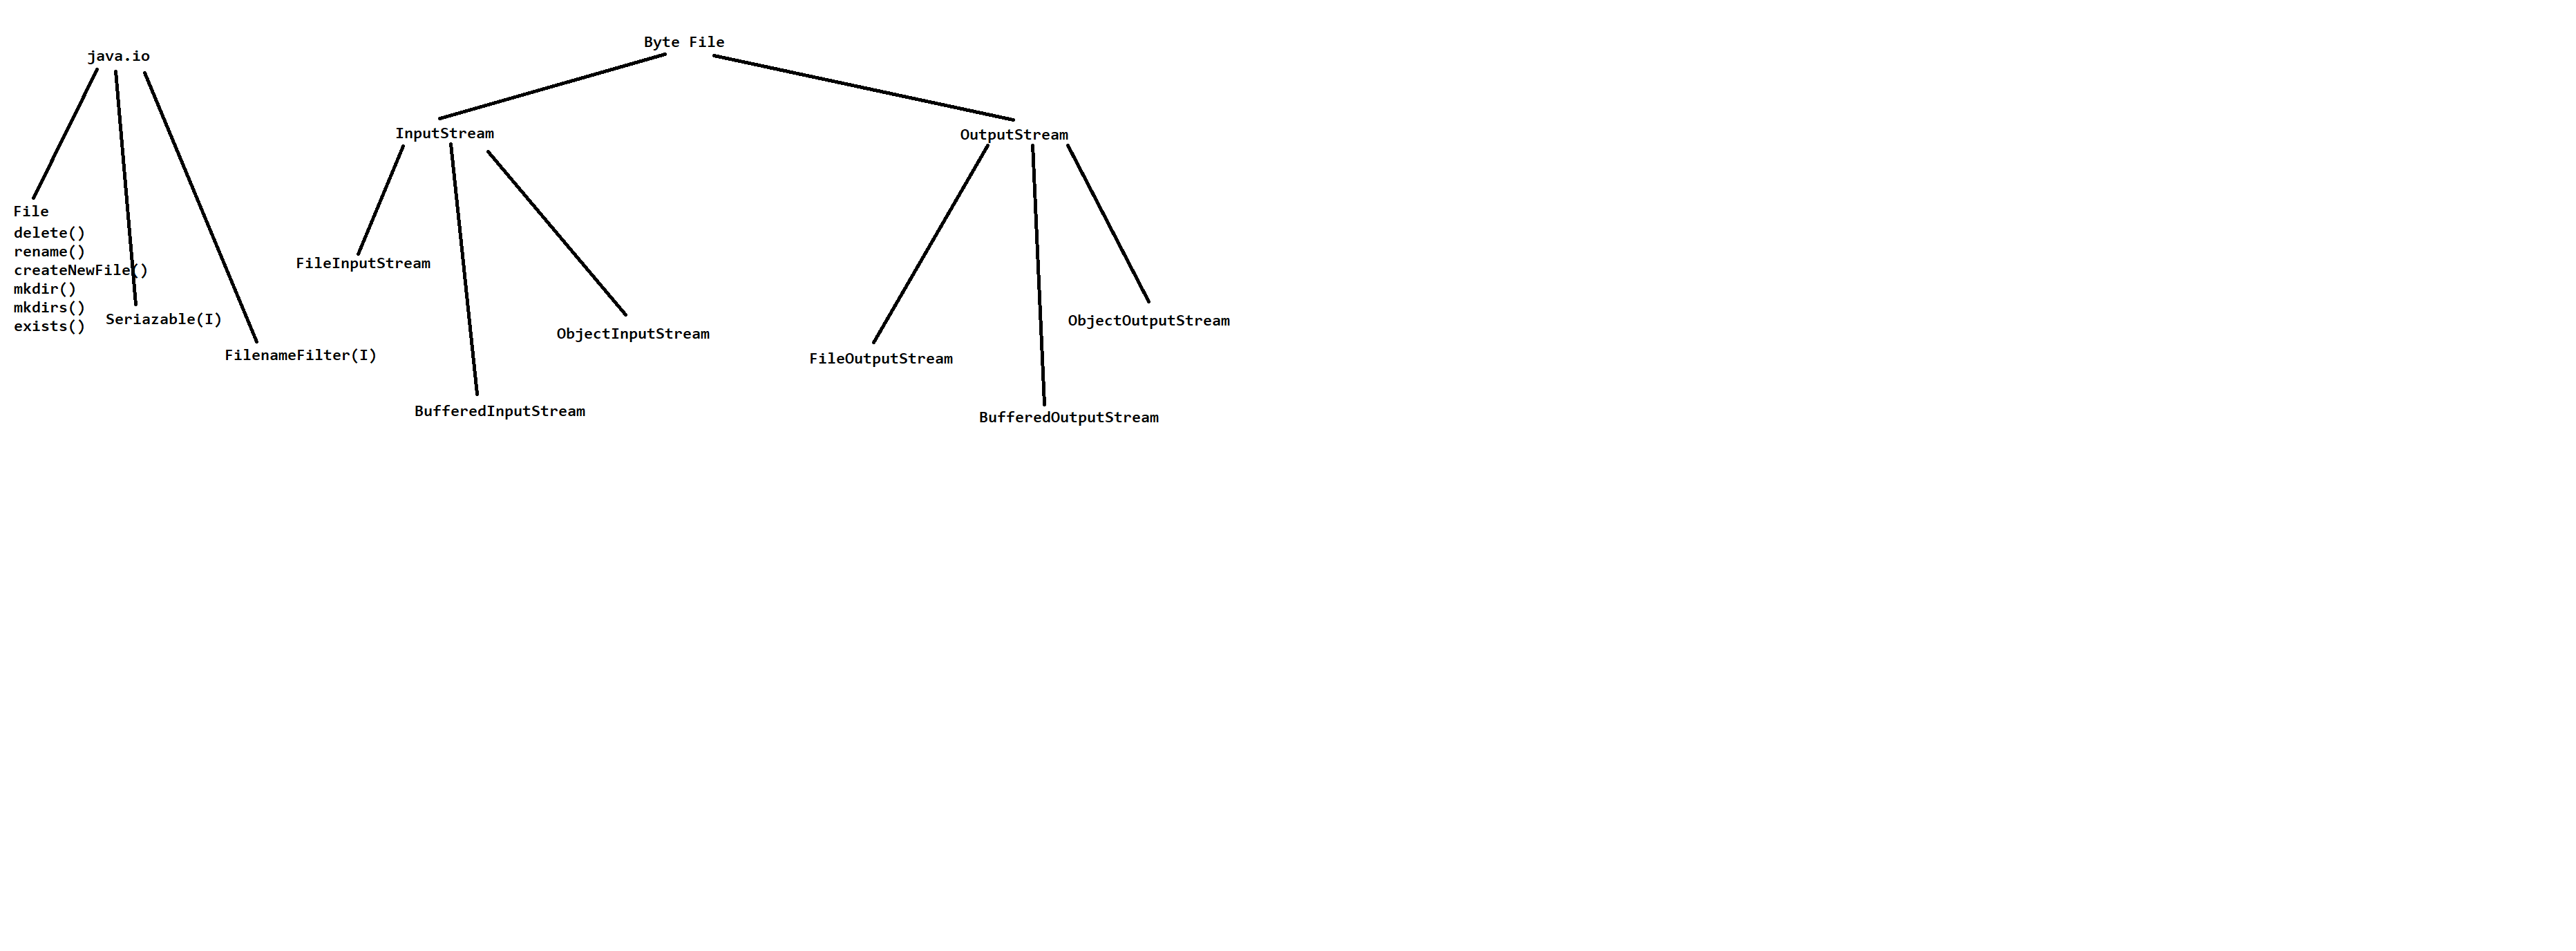 java.io
File
delete()
rename()
createNewFile()
mkdir()
mkdirs()
exists()
Seriazable(I)
FilenameFilter(I)
Byte File
InputStream
OutputStream
FileInputStream
BufferedInputStream
ObjectInputStream
FileOutputStream
BufferedOutputStream
ObjectOutputStream